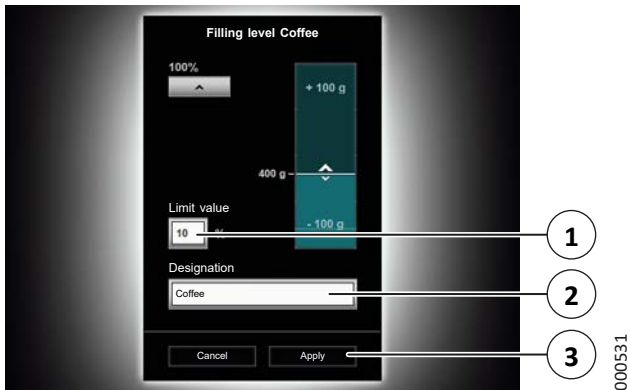 Filling level Coffee
100%
+ 100 g
400 g
Limit value
10 %
- 100 g
1
Designation
Coffee
2
Cancel
Apply
3
000531